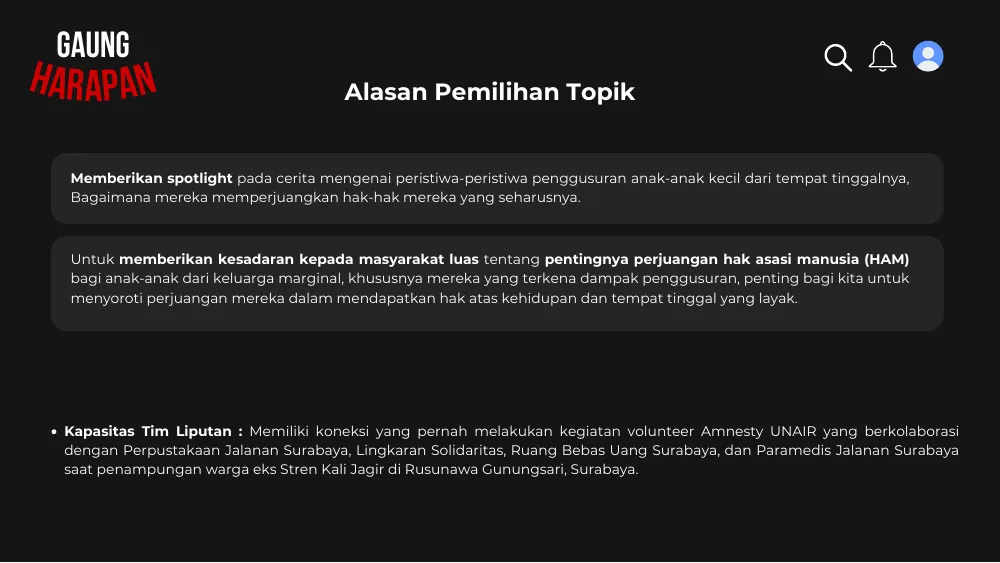 GAUNG
HARAPAN
Alasan Pemilihan Topik
Memberikan spotlight pada cerita mengenai peristiwa-peristiwa penggusuran anak-anak kecil dari tempat tinggalnya,
Bagaimana mereka memperjuangkan hak-hak mereka yang seharusnya.
Untuk memberikan kesadaran kepada masyarakat luas tentang pentingnya perjuangan hak asasi manusia (HAM)
bagi anak-anak dari keluarga marginal, khususnya mereka yang terkena dampak penggusuran, penting bagi kita untuk
menyoroti perjuangan mereka dalam mendapatkan hak atas kehidupan dan tempat tinggal yang layak.
• Kapasitas Tim Liputan : Memiliki koneksi yang pernah melakukan kegiatan volunteer Amnesty UNAIR yang berkolaborasi
dengan Perpustakaan Jalanan Surabaya, Lingkaran Solidaritas, Ruang Bebas Uang Surabaya, dan Paramedis Jalanan Surabaya
saat penampungan warga eks Stren Kali Jagir di Rusunawa Gunungsari, Surabaya.